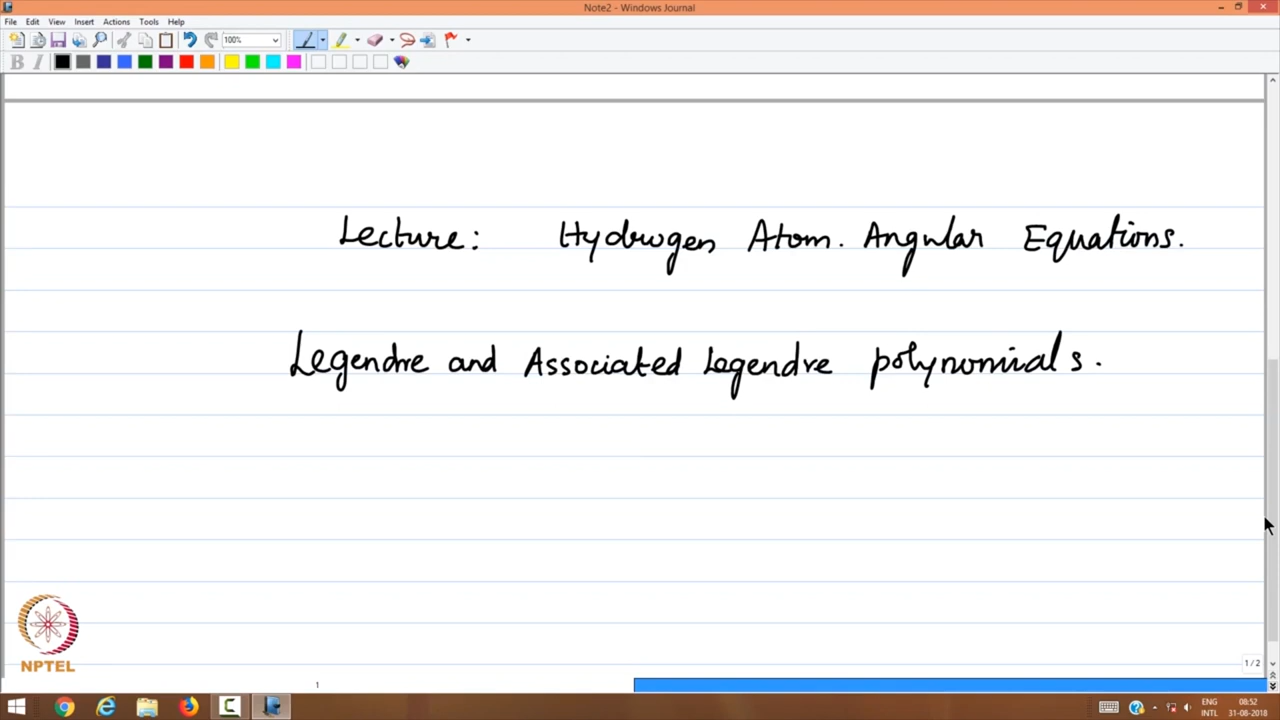 Note2 - Windows Journal
File Edit View Insert Actions Tools Help
100%
B I
Lecture: Hydrogen Atom. Angular Equations.
Legendre and Associated Legendre polynomials.
NPTEL
1 / 2
1
ENG 08:52
INTL 31-08-2018